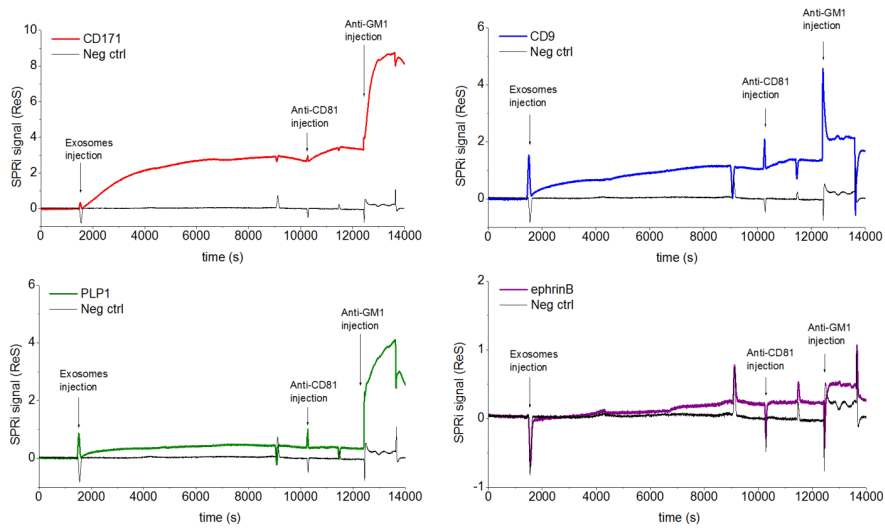 CD171
Neg ctrl
Anti-GM1
injection
Exosomes
injection
Anti-CD81
injection
SPRi signal (ReS)
10
8
6
4
2
0
0 2000 4000 6000 8000 10000 12000 14000
time (s)
CD9
Neg ctrl
Anti-GM1
injection
Exosomes
injection
Anti-CD81
injection
SPRi signal (ReS)
6
4
2
0
0 2000 4000 6000 8000 10000 12000 14000
time (s)
PLP1
Neg ctrl
Anti-GM1
injection
Exosomes
injection
Anti-CD81
injection
SPRi signal (ReS)
6
4
2
0
0 2000 4000 6000 8000 10000 12000 14000
time (s)
ephrinB
Neg ctrl
Anti-GM1
injection
Exosomes
injection
Anti-CD81
injection
SPRi signal (ReS)
2
1
0
-1
0 2000 4000 6000 8000 10000 12000 14000
time (s)